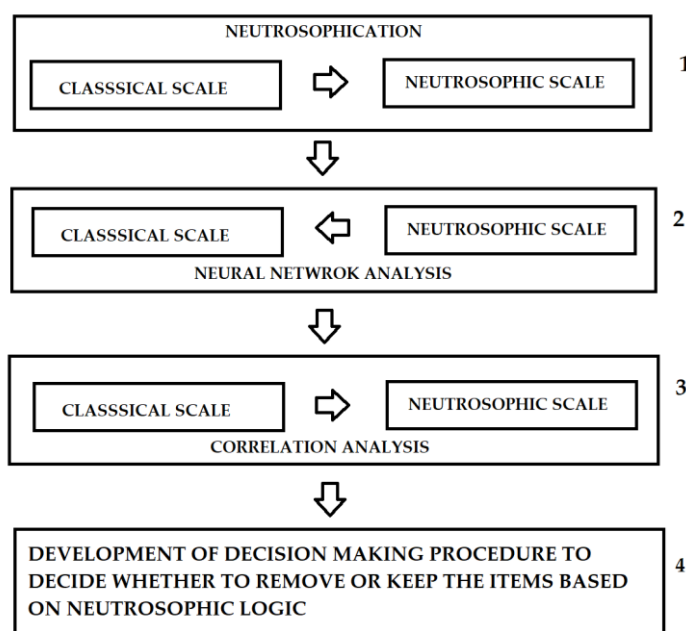 NEUTROSOPHICATION
1
CLASSSICAL SCALE
NEUTROSOPHIC SCALE
2
CLASSSICAL SCALE
NEUTROSOPHIC SCALE
NEURAL NETWROK ANALYSIS
3
CLASSSICAL SCALE
NEUTROSOPHIC SCALE
CORRELATION ANALYSIS
DEVELOPMENT OF DECISION MAKING PROCEDURE TO
4
DECIDE WHETHER TO REMOVE OR KEEP THE ITEMS BASED
ON NEUTROSOPHIC LOGIC